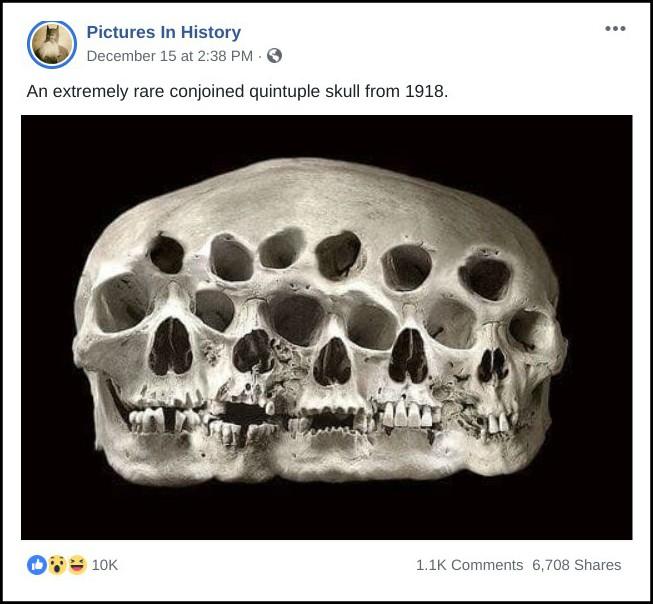 Pictures In History
December 15 at 2:38 PM ·
An extremely rare conjoined quintuple skull from 1918.
10K
1.1K Comments 6,708 Shares